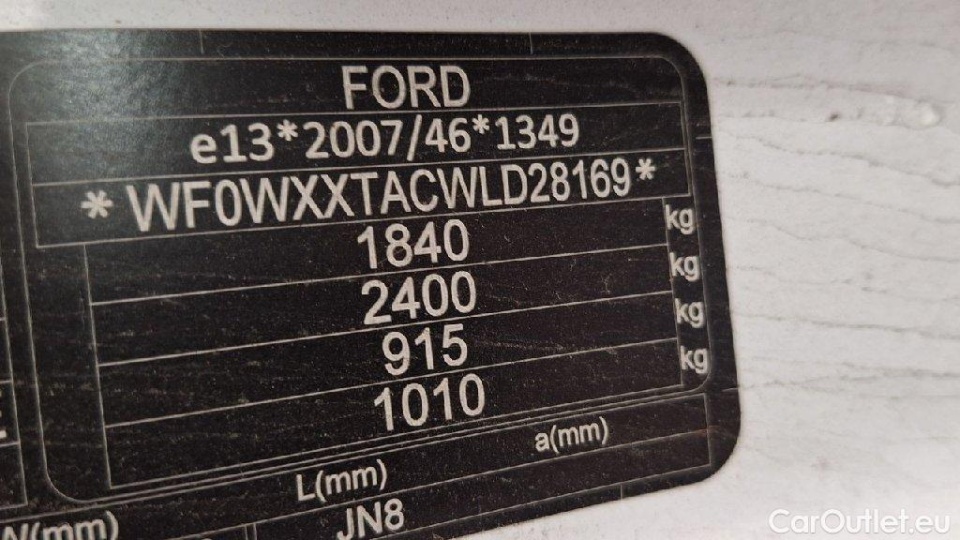 FORD
e13*2007/46*1349
*WF0WXXTACWLD28169*
1840 kg
2400 kg
915 kg
1010 kg
L(mm) a(mm)
JN8
CarOutlet.eu